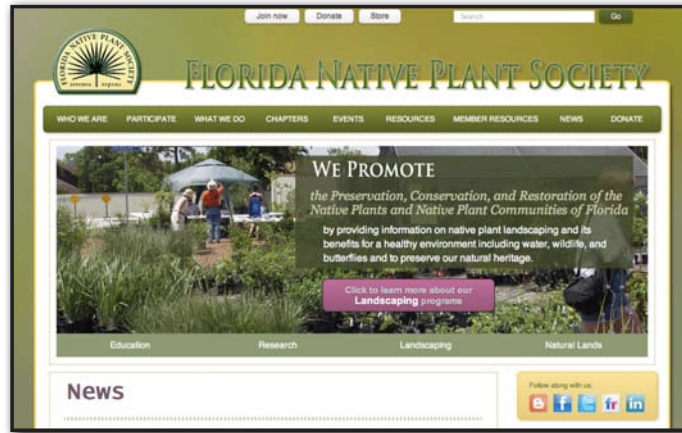 Join now Donate Store Search Go
FLORIDA NATIVE PLANT SOCIETY
WHO WE ARE PARTICIPATE WHAT WE DO CHAPTERS EVENTS RESOURCES MEMBER RESOURCES NEWS DONATE
WE PROMOTE
the Preservation, Conservation, and Restoration of the
Native Plants and Native Plant Communities of Florida
by providing information on native plant landscaping and its
benefits for a healthy environment including water, wildlife, and
butterflies and to preserve our natural heritage.
Click to learn more about our
Landscaping programs
Education Research Landscaping Natural Lands
News
Follow along with us: